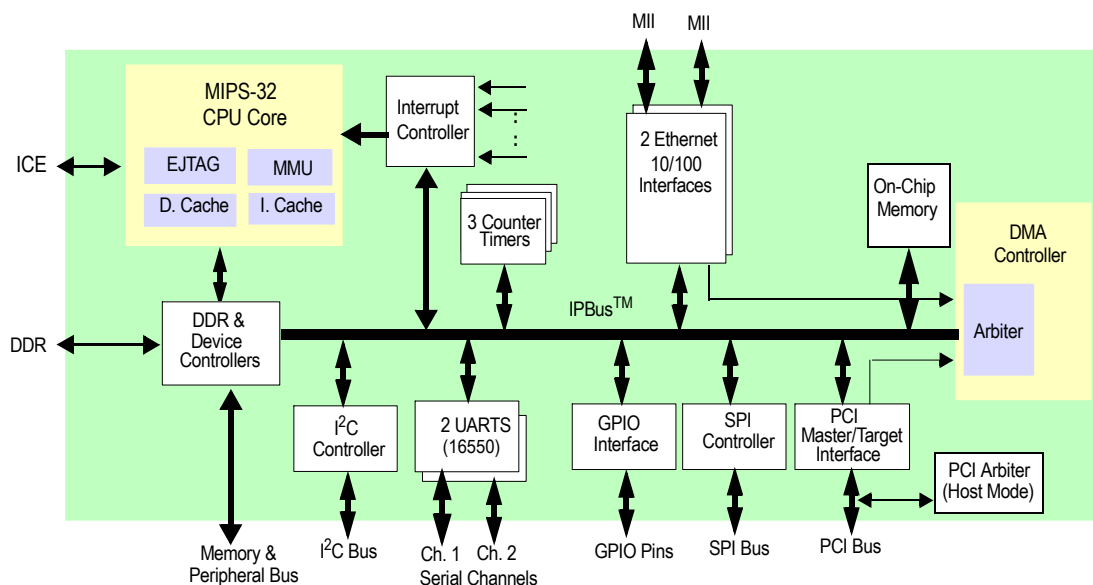 MII
MII
MIPS-32
CPU Core
EJTAG
MMU
D. Cache
I. Cache
ICE
Interrupt
Controller
2 Ethernet
10/100
Interfaces
3 Counter
Timers
On-Chip
Memory
DMA
Controller
Arbiter
IPBus™
DDR
DDR &
Device
Controllers
I²C
Controller
2 UARTS
(16550)
GPIO
Interface
SPI
Controller
PCI
Master/Target
Interface
PCI Arbiter
(Host Mode)
Memory &
Peripheral Bus
I²C Bus
Ch. 1
Ch. 2
Serial Channels
GPIO Pins
SPI Bus
PCI Bus